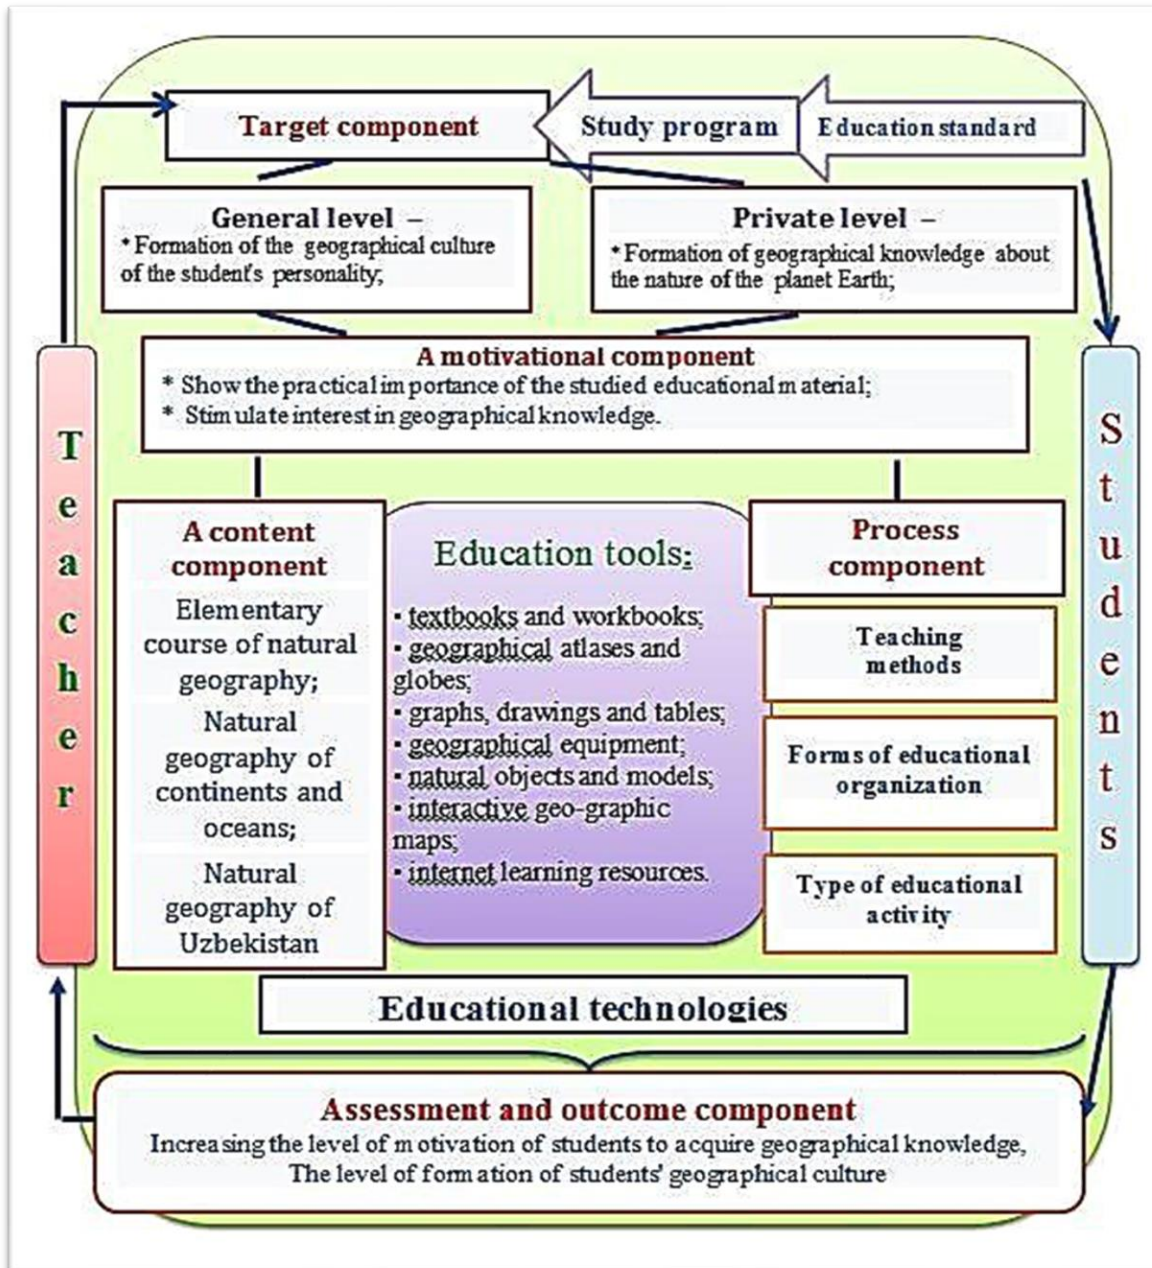 Target component
Study program
Education standard
General level –
* Formation of the geographical culture
of the student's personality;
Private level –
* Formation of geographical knowledge about
the nature of the planet Earth;
A motivational component
* Show the practical importance of the studied educational material;
* Stimulate interest in geographical knowledge.
Teacher
A content
component
Elementary
course of natural
geography;
Natural
geography of
continents and
oceans;
Natural
geography of
Uzbekistan
Education tools:
▪ textbooks and workbooks;
▪ geographical atlases and
globes;
▪ graphs, drawings and tables;
▪ geographical equipment;
▪ natural objects and models;
▪ interactive geo-graphic
maps;
▪ internet learning resources.
Process
component
Teaching
methods
Forms of educational
organization
Type of educational
activity
Students
Educational technologies
Assessment and outcome component
Increasing the level of motivation of students to acquire geographical knowledge,
The level of formation of students' geographical culture